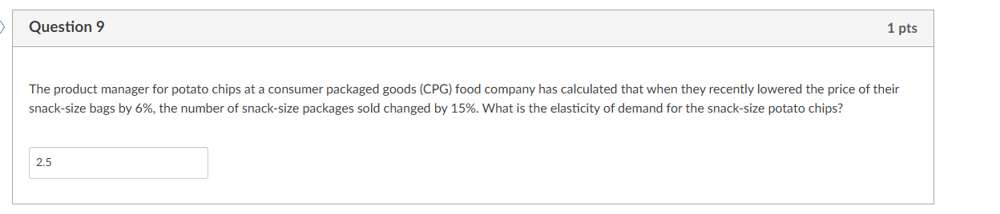 Question 9
1 pts
The product manager for potato chips at a consumer packaged goods (CPG) food company has calculated that when they recently lowered the price of their
snack-size bags by 6%, the number of snack-size packages sold changed by 15%. What is the elasticity of demand for the snack-size potato chips?
2.5